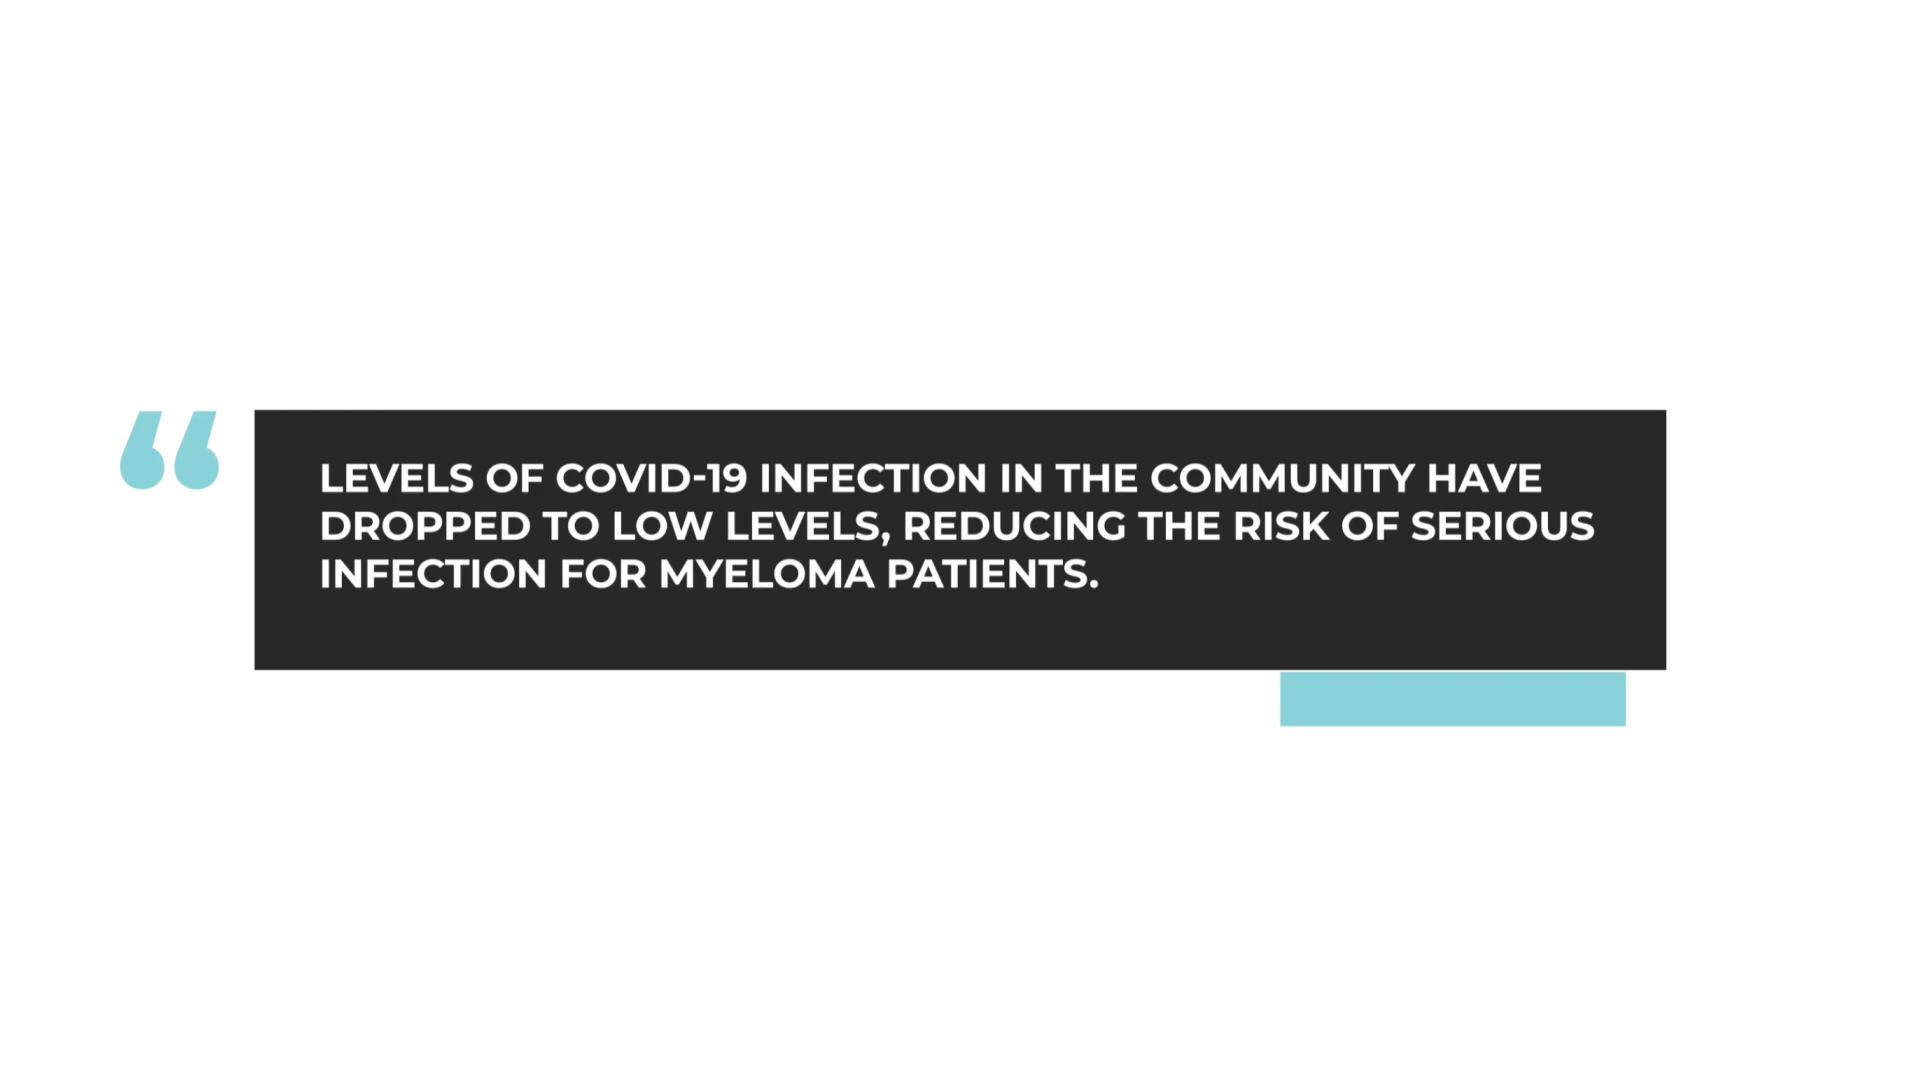 “
LEVELS OF COVID-19 INFECTION IN THE COMMUNITY HAVE
DROPPED TO LOW LEVELS, REDUCING THE RISK OF SERIOUS
INFECTION FOR MYELOMA PATIENTS.